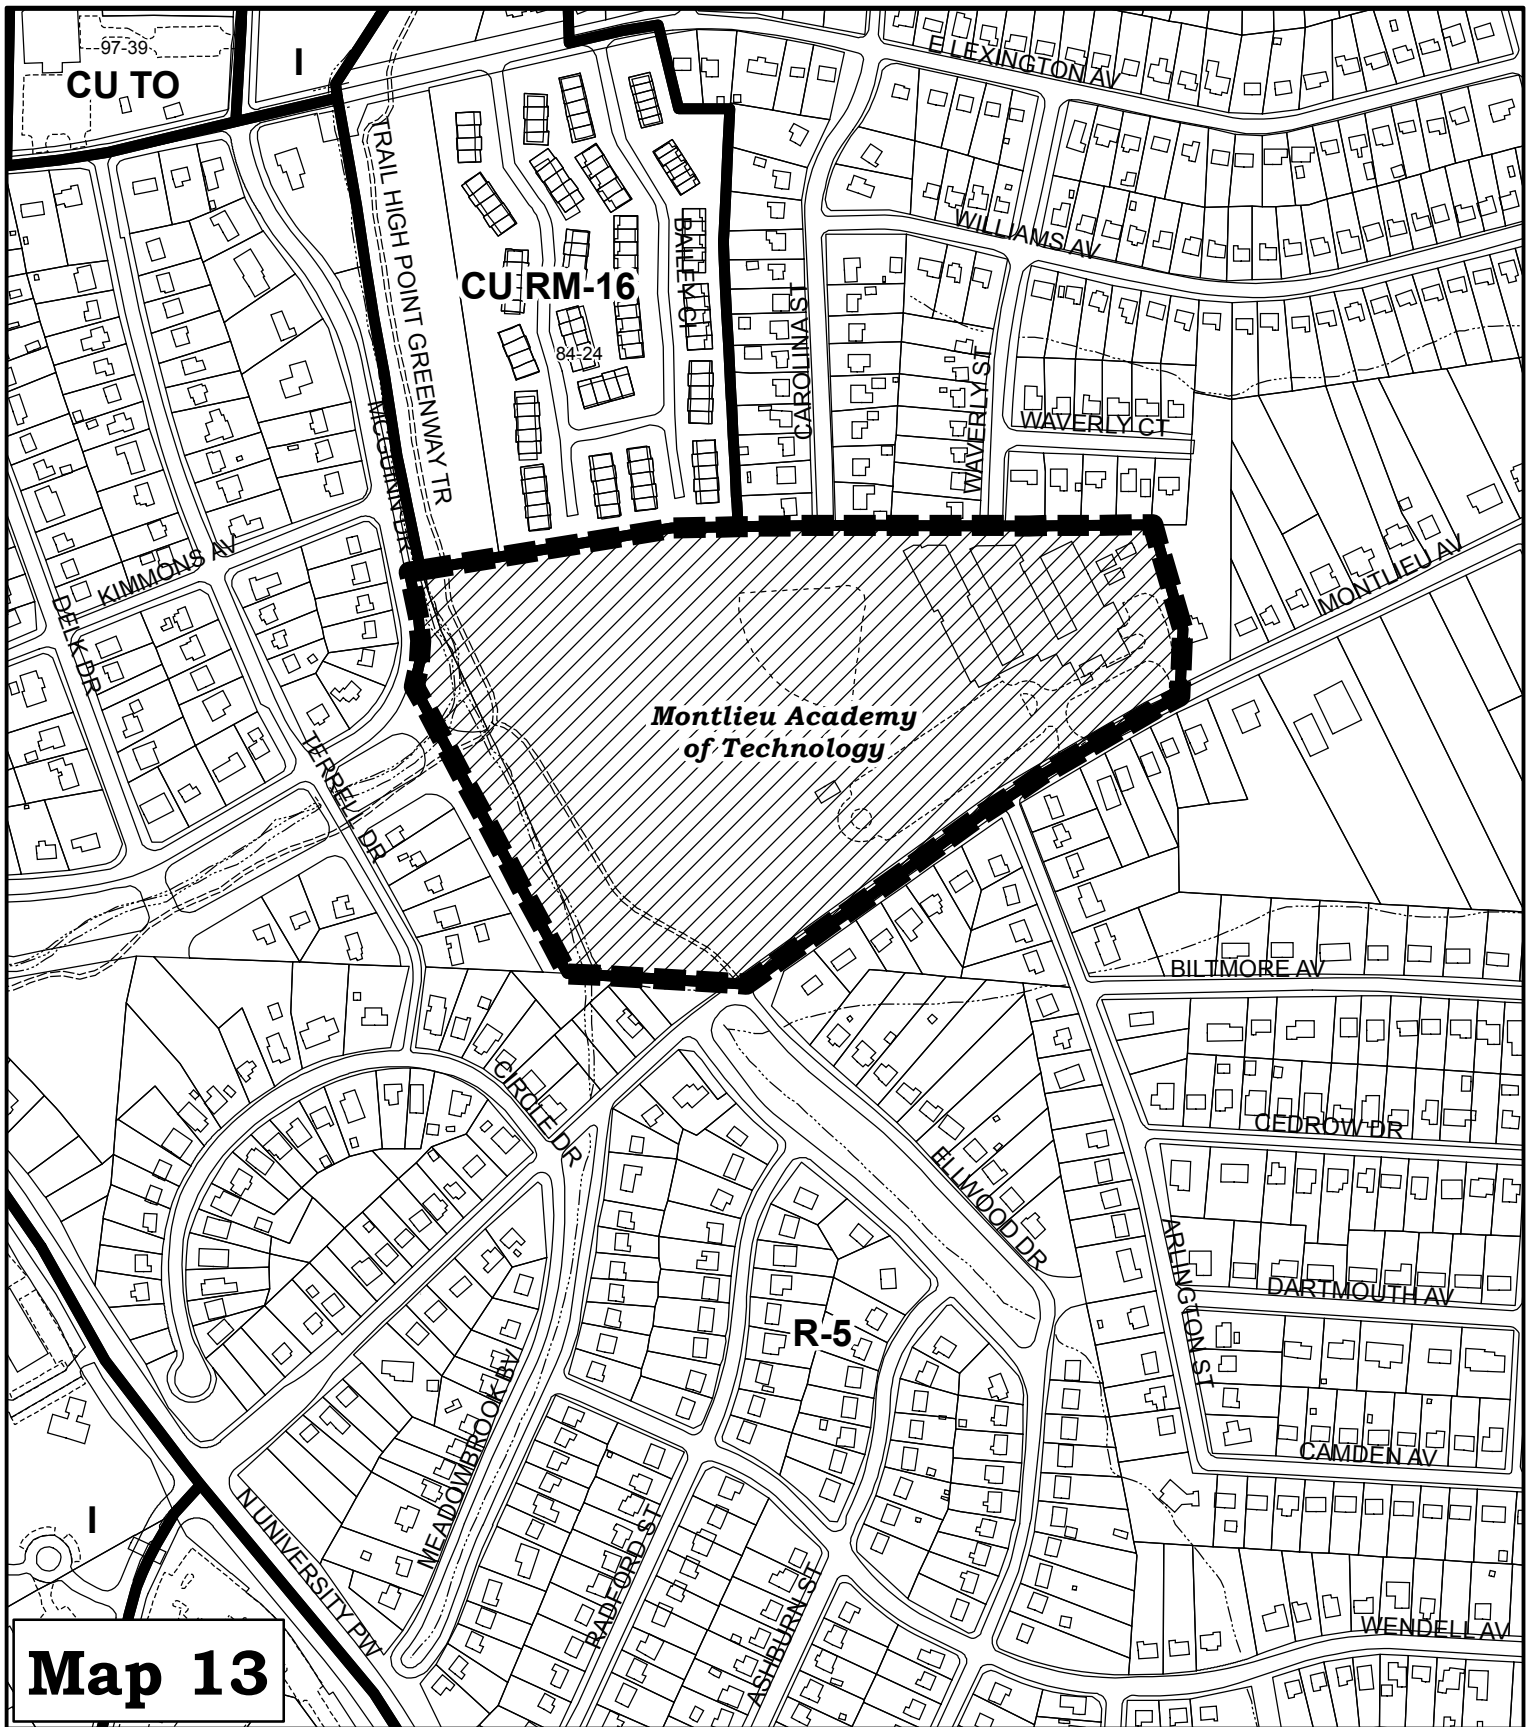 97-39
CU TO
I
E LEXINGTON AV
TRAIL HIGH POINT GREENWAY TR
WILLIAMS AV
BAILEY CI
CU RM-16
CAROLINA ST
84-24
WAVERLY ST
WAVERLY CT
MCGUINN DR
KIMMONS AV
MONTLIEU AV
DELK DR
Montlieu Academy
of Technology
TERRELL DR
BILTMORE AV
CIRCLE DR
CEDROW DR
ELLWOOD DR
ARLINGTON ST
DARTMOUTH AV
R-5
MEADOWBROOK BV
CAMDEN AV
I
N UNIVERSITY PW
RADFORD ST
ASHBURN ST
WENDELL AV
Map 13